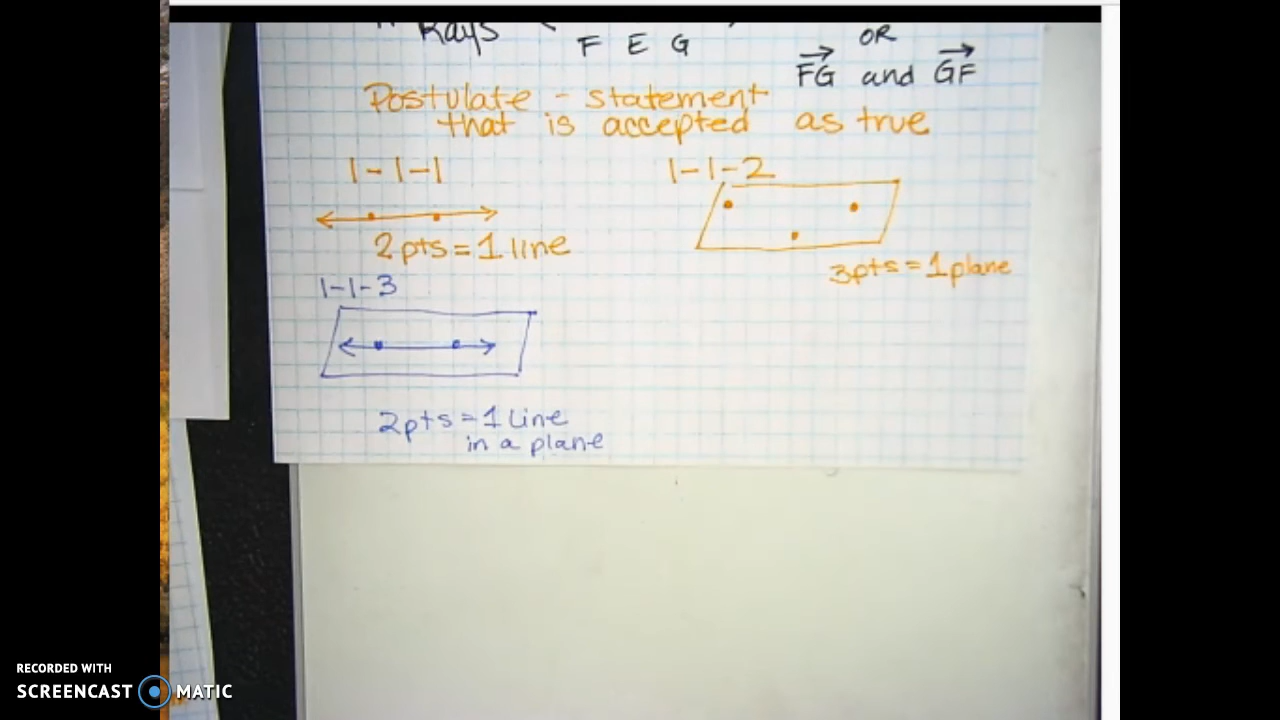 Rays
F E G
OR
FG and GF
Postulate - statement
that is accepted as true
1-1-1
1-1-2
2pts = 1 line
3pts = 1 plane
1-1-3
2pts = 1 Line
in a plane
RECORDED WITH
SCREENCAST MATIC